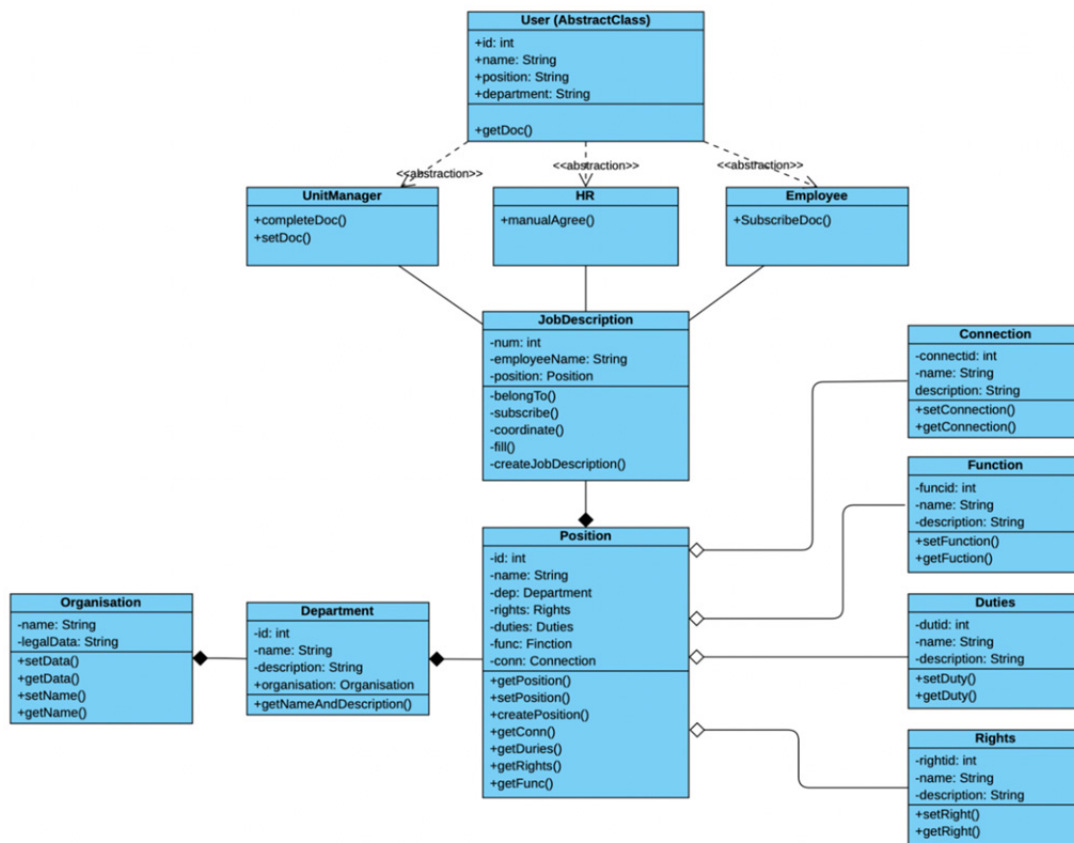 User (AbstractClass)
+id: int
+name: String
+position: String
+department: String
+getDoc()
<<abstraction>>
<<abstraction>>
<<abstraction>>
UnitManager
+completeDoc()
+setDoc()
HR
+manualAgree()
Employee
+SubscribeDoc()
JobDescription
-num: int
-employeeName: String
-position: Position
-belongTo()
-subscribe()
-coordinate()
-fill()
-createJobDescription()
Connection
-connectid: int
-name: String
description: String
+setConnection()
+getConnection()
Function
-funcid: int
-name: String
-description: String
+setFunction()
+getFuction()
Position
-id: int
-name: String
-dep: Department
-rights: Rights
-duties: Duties
-func: Finction
-conn: Connection
+getPosition()
+setPosition()
+createPosition()
+getConn()
+getDuries()
+getRights()
+getFunc()
Organisation
-name: String
-legalData: String
+setData()
+getData()
+setName()
+getName()
Department
-id: int
-name: String
-description: String
+organisation: Organisation
+getNameAndDescription()
Duties
-dutid: int
-name: String
-description: String
+setDuty()
+getDuty()
Rights
-rightid: int
-name: String
-description: String
+setRight()
+getRight()